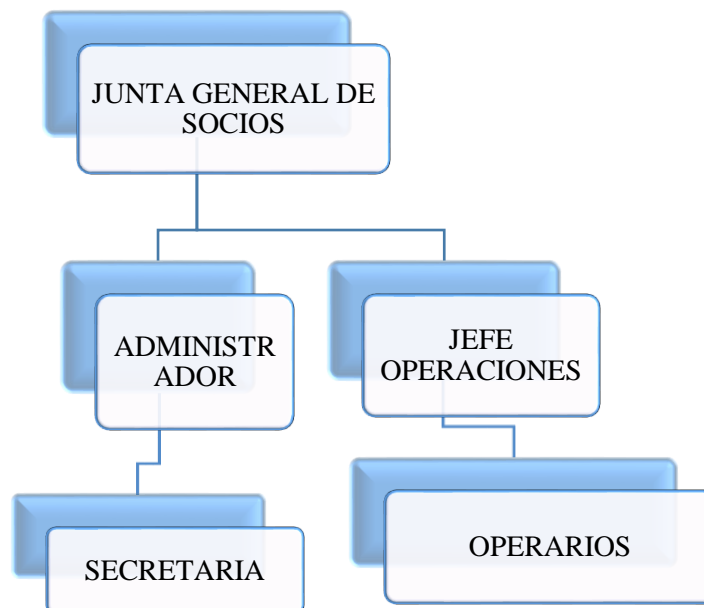 JUNTA GENERAL DE
SOCIOS
ADMINISTR
ADOR
JEFE
OPERACIONES
SECRETARIA
OPERARIOS